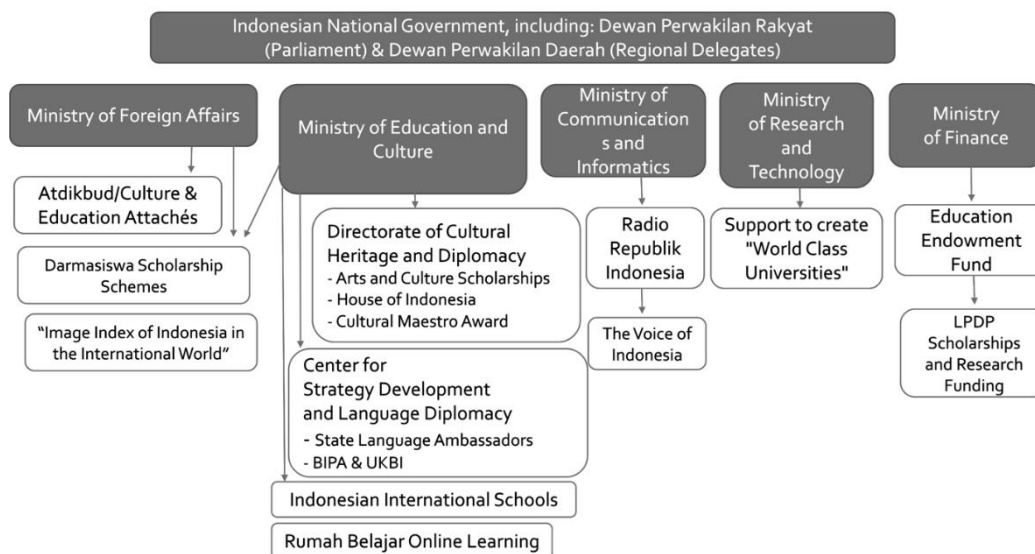 Indonesian National Government, including: Dewan Perwakilan Rakyat
(Parliament) & Dewan Perwakilan Daerah (Regional Delegates)
Ministry of Foreign Affairs
Atdikbud/Culture &
Education Attachés
Darmasiswa Scholarship
Schemes
“Image Index of Indonesia in
the International World”
Ministry of Education and
Culture
Directorate of Cultural
Heritage and Diplomacy
- Arts and Culture Scholarships
- House of Indonesia
- Cultural Maestro Award
Center for
Strategy Development
and Language Diplomacy
- State Language Ambassadors
- BIPA & UKBI
Indonesian International Schools
Rumah Belajar Online Learning
Ministry of
Communication
s and
Informatics
Radio
Republik
Indonesia
The Voice of
Indonesia
Ministry
of Research
and
Technology
Support to create
"World Class
Universities"
Ministry
of Finance
Education
Endowment
Fund
LPDP
Scholarships
and Research
Funding